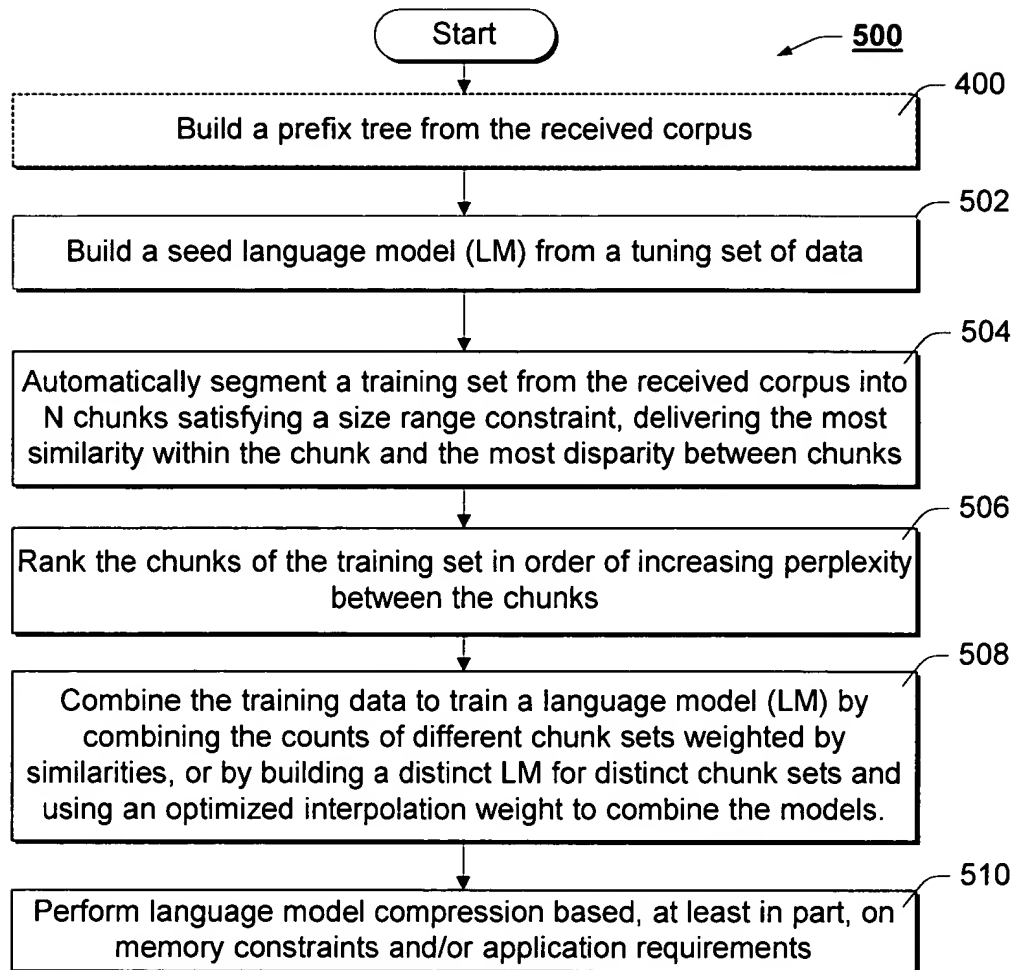 Start
500
400
Build a prefix tree from the received corpus
502
Build a seed language model (LM) from a tuning set of data
504
Automatically segment a training set from the received corpus into
N chunks satisfying a size range constraint, delivering the most
similarity within the chunk and the most disparity between chunks
506
Rank the chunks of the training set in order of increasing perplexity
between the chunks
508
Combine the training data to train a language model (LM) by
combining the counts of different chunk sets weighted by
similarities, or by building a distinct LM for distinct chunk sets and
using an optimized interpolation weight to combine the models.
510
Perform language model compression based, at least in part, on
memory constraints and/or application requirements